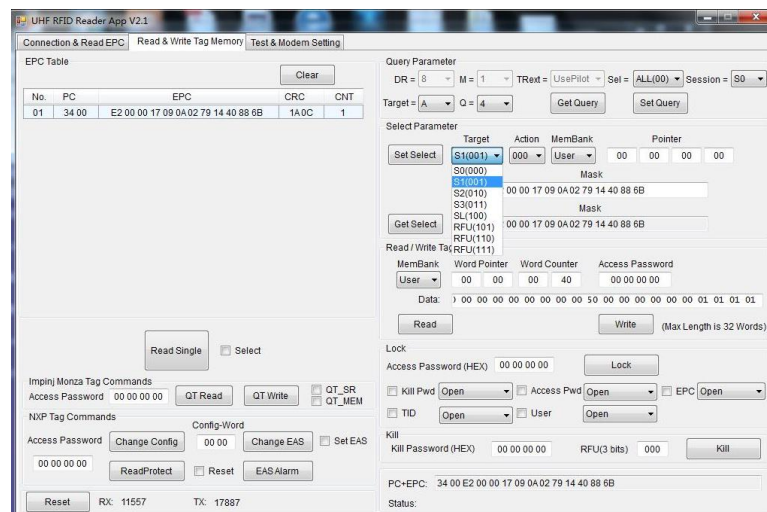 UHF RFID Reader App V2.1
Connection & Read EPC Read & Write Tag Memory Test & Modem Setting
EPC Table
Clear
No. PC EPC CRC CNT
01 34 00 E2 00 00 17 09 0A 02 79 14 40 88 6B 1A 0C 1
Read Single Select
Impinj Monza Tag Commands
Access Password 00 00 00 00 QT Read QT Write QT_SR
QT_MEM
NXP Tag Commands
Config-Word
Access Password Change Config 00 00 Change EAS Set EAS
00 00 00 00 ReadProtect Reset EAS Alarm
Reset RX: 11557 TX: 17887
Query Parameter
DR = 8 M = 1 TRext = UsePilot Sel = ALL(00) Session = S0
Target = A Q = 4 Get Query Set Query
Select Parameter
Target Action MemBank Pointer
Set Select S1(001) 000 User 00 00 00 00
S0(000)
S1(001)
S2(010)
S3(011)
SL(100)
RFU(101)
RFU(110)
RFU(111)
Mask
00 00 17 09 0A 02 79 14 40 88 6B
Mask
Get Select 00 00 17 09 0A 02 79 14 40 88 6B
Read / Write Tag
MemBank Word Pointer Word Counter Access Password
User 00 00 00 40 00 00 00 00
Data: 00 00 00 00 00 00 00 00 50 00 00 00 00 00 01 01 01 01
Read Write (Max Length is 32 Words)
Lock
Access Password (HEX) 00 00 00 00 Lock
Kill Pwd Open Access Pwd Open EPC Open
TID Open User Open
Kill
Kill Password (HEX) 00 00 00 00 RFU(3 bits) 000 Kill
PC+EPC: 34 00 E2 00 00 17 09 0A 02 79 14 40 88 6B
Status: